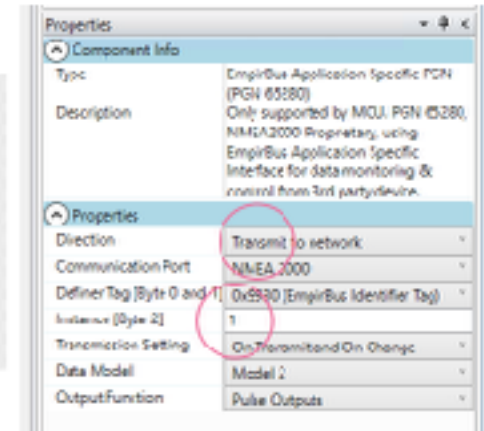 Properties
Component Info
Type EmpirBus Application Specific PGN
(PGN 65280)
Description Only supported by MCU. PGN 65280,
NMEA2000 Proprietary, using
EmpirBus Application Specific
Interface for data monitoring &
control from 3rd party device.
Properties
Direction Transmit to network
Communication Port NMEA 2000
Definer Tag [Byte 0 and 1] (EmpirBus Identifier Tag)
Instance [Byte 2] 1
Transmission Setting On Transmit and On Change
Data Model Model 2
Output Function Pulse Outputs